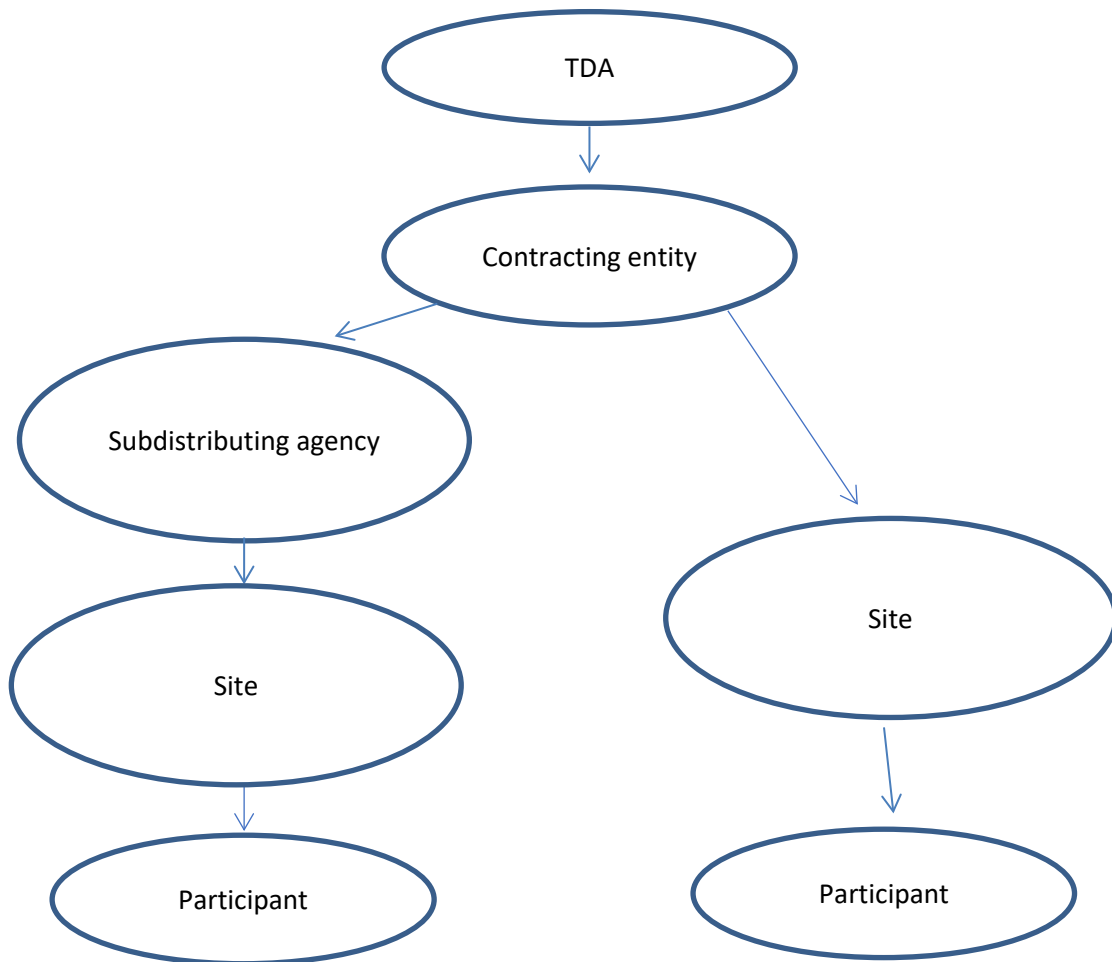 TDA
Contracting entity
Subdistributing agency
Site
Site
Participant
Participant